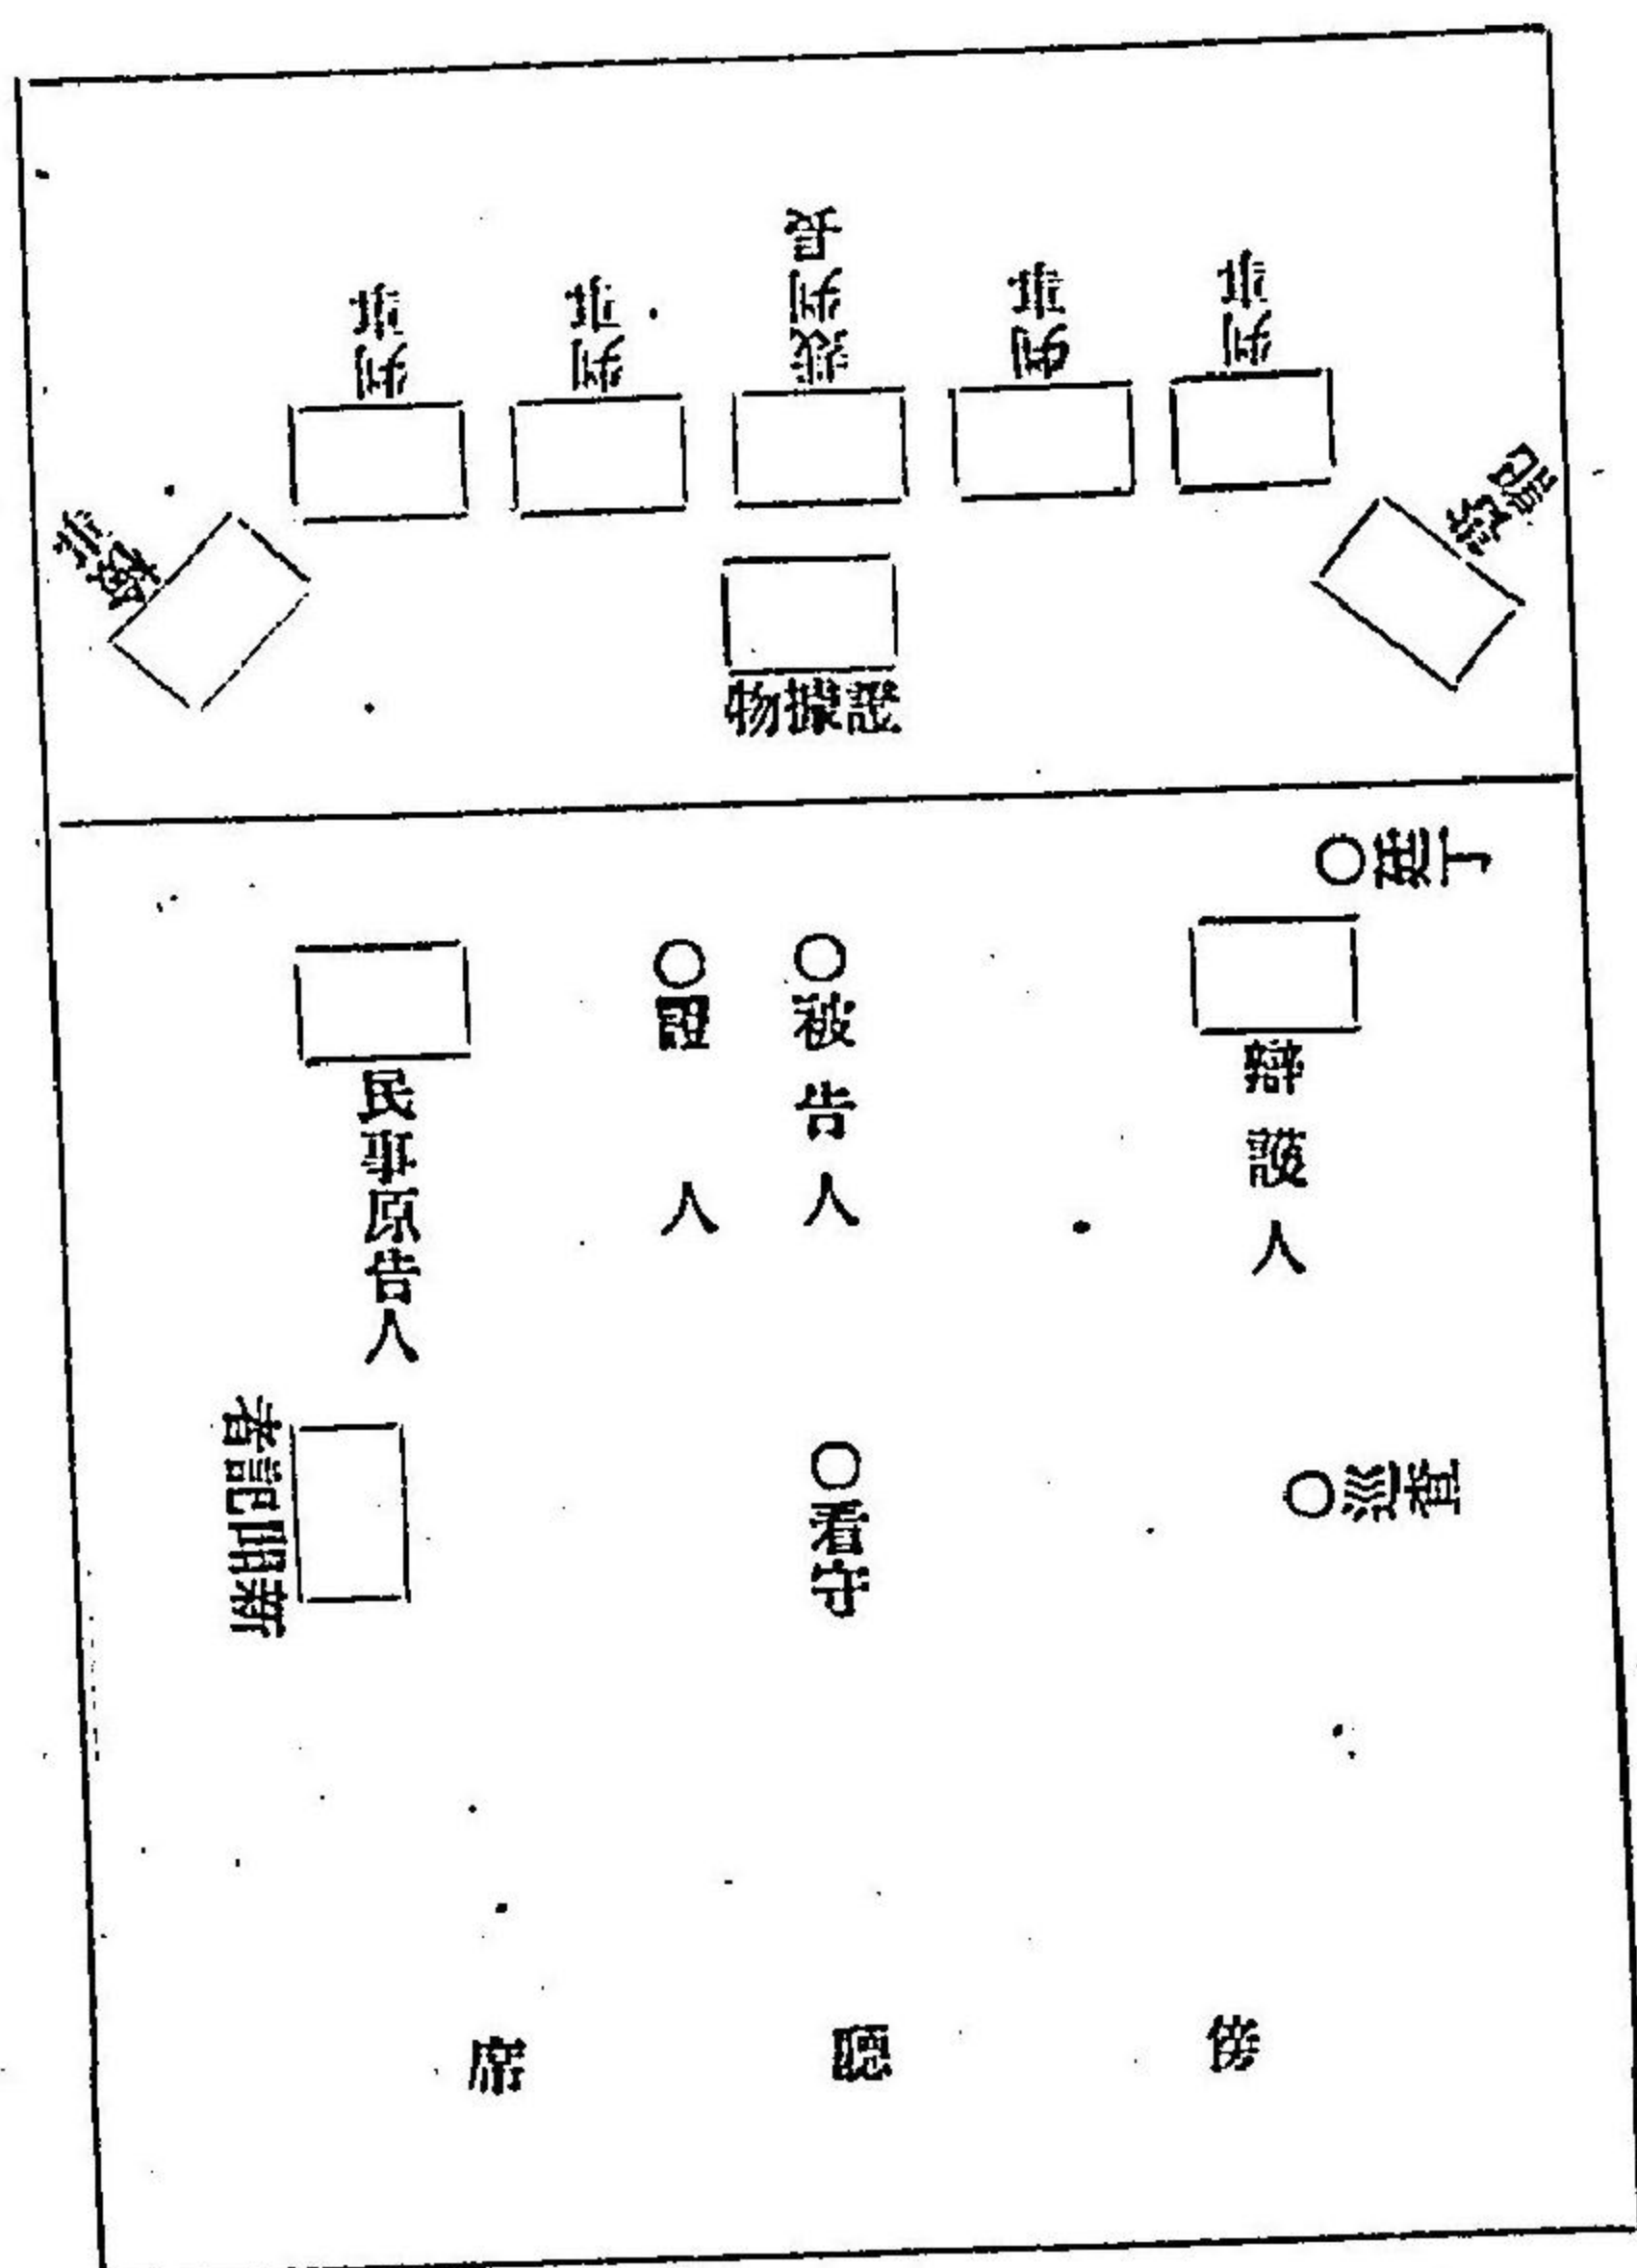 判事
判事
裁判長
判事
判事
書記
檢事
證據物
廷丁
辯護人
被告人
證人
民事原告人
巡査
看守
新聞記者
傍聽席